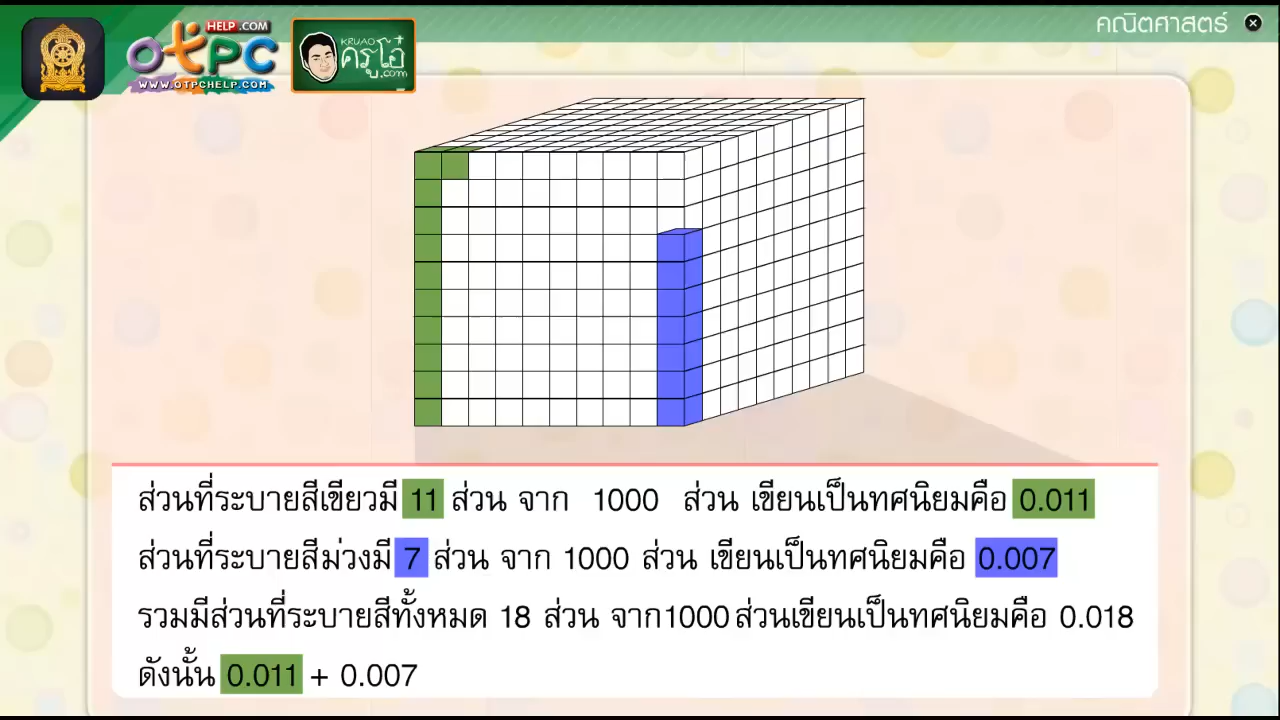 คณิตศาสตร์
HELP.COM
OTPC
WWW.OTPCHELP.COM
KRUAO
ครูโอ๋
.com
ส่วนที่ระบายสีเขียวมี 11 ส่วน จาก 1000 ส่วน เขียนเป็นทศนิยมคือ 0.011
ส่วนที่ระบายสีม่วงมี 7 ส่วน จาก 1000 ส่วน เขียนเป็นทศนิยมคือ 0.007
รวมมีส่วนที่ระบายสีทั้งหมด 18 ส่วน จาก1000 ส่วนเขียนเป็นทศนิยมคือ 0.018
ดังนั้น 0.011 + 0.007